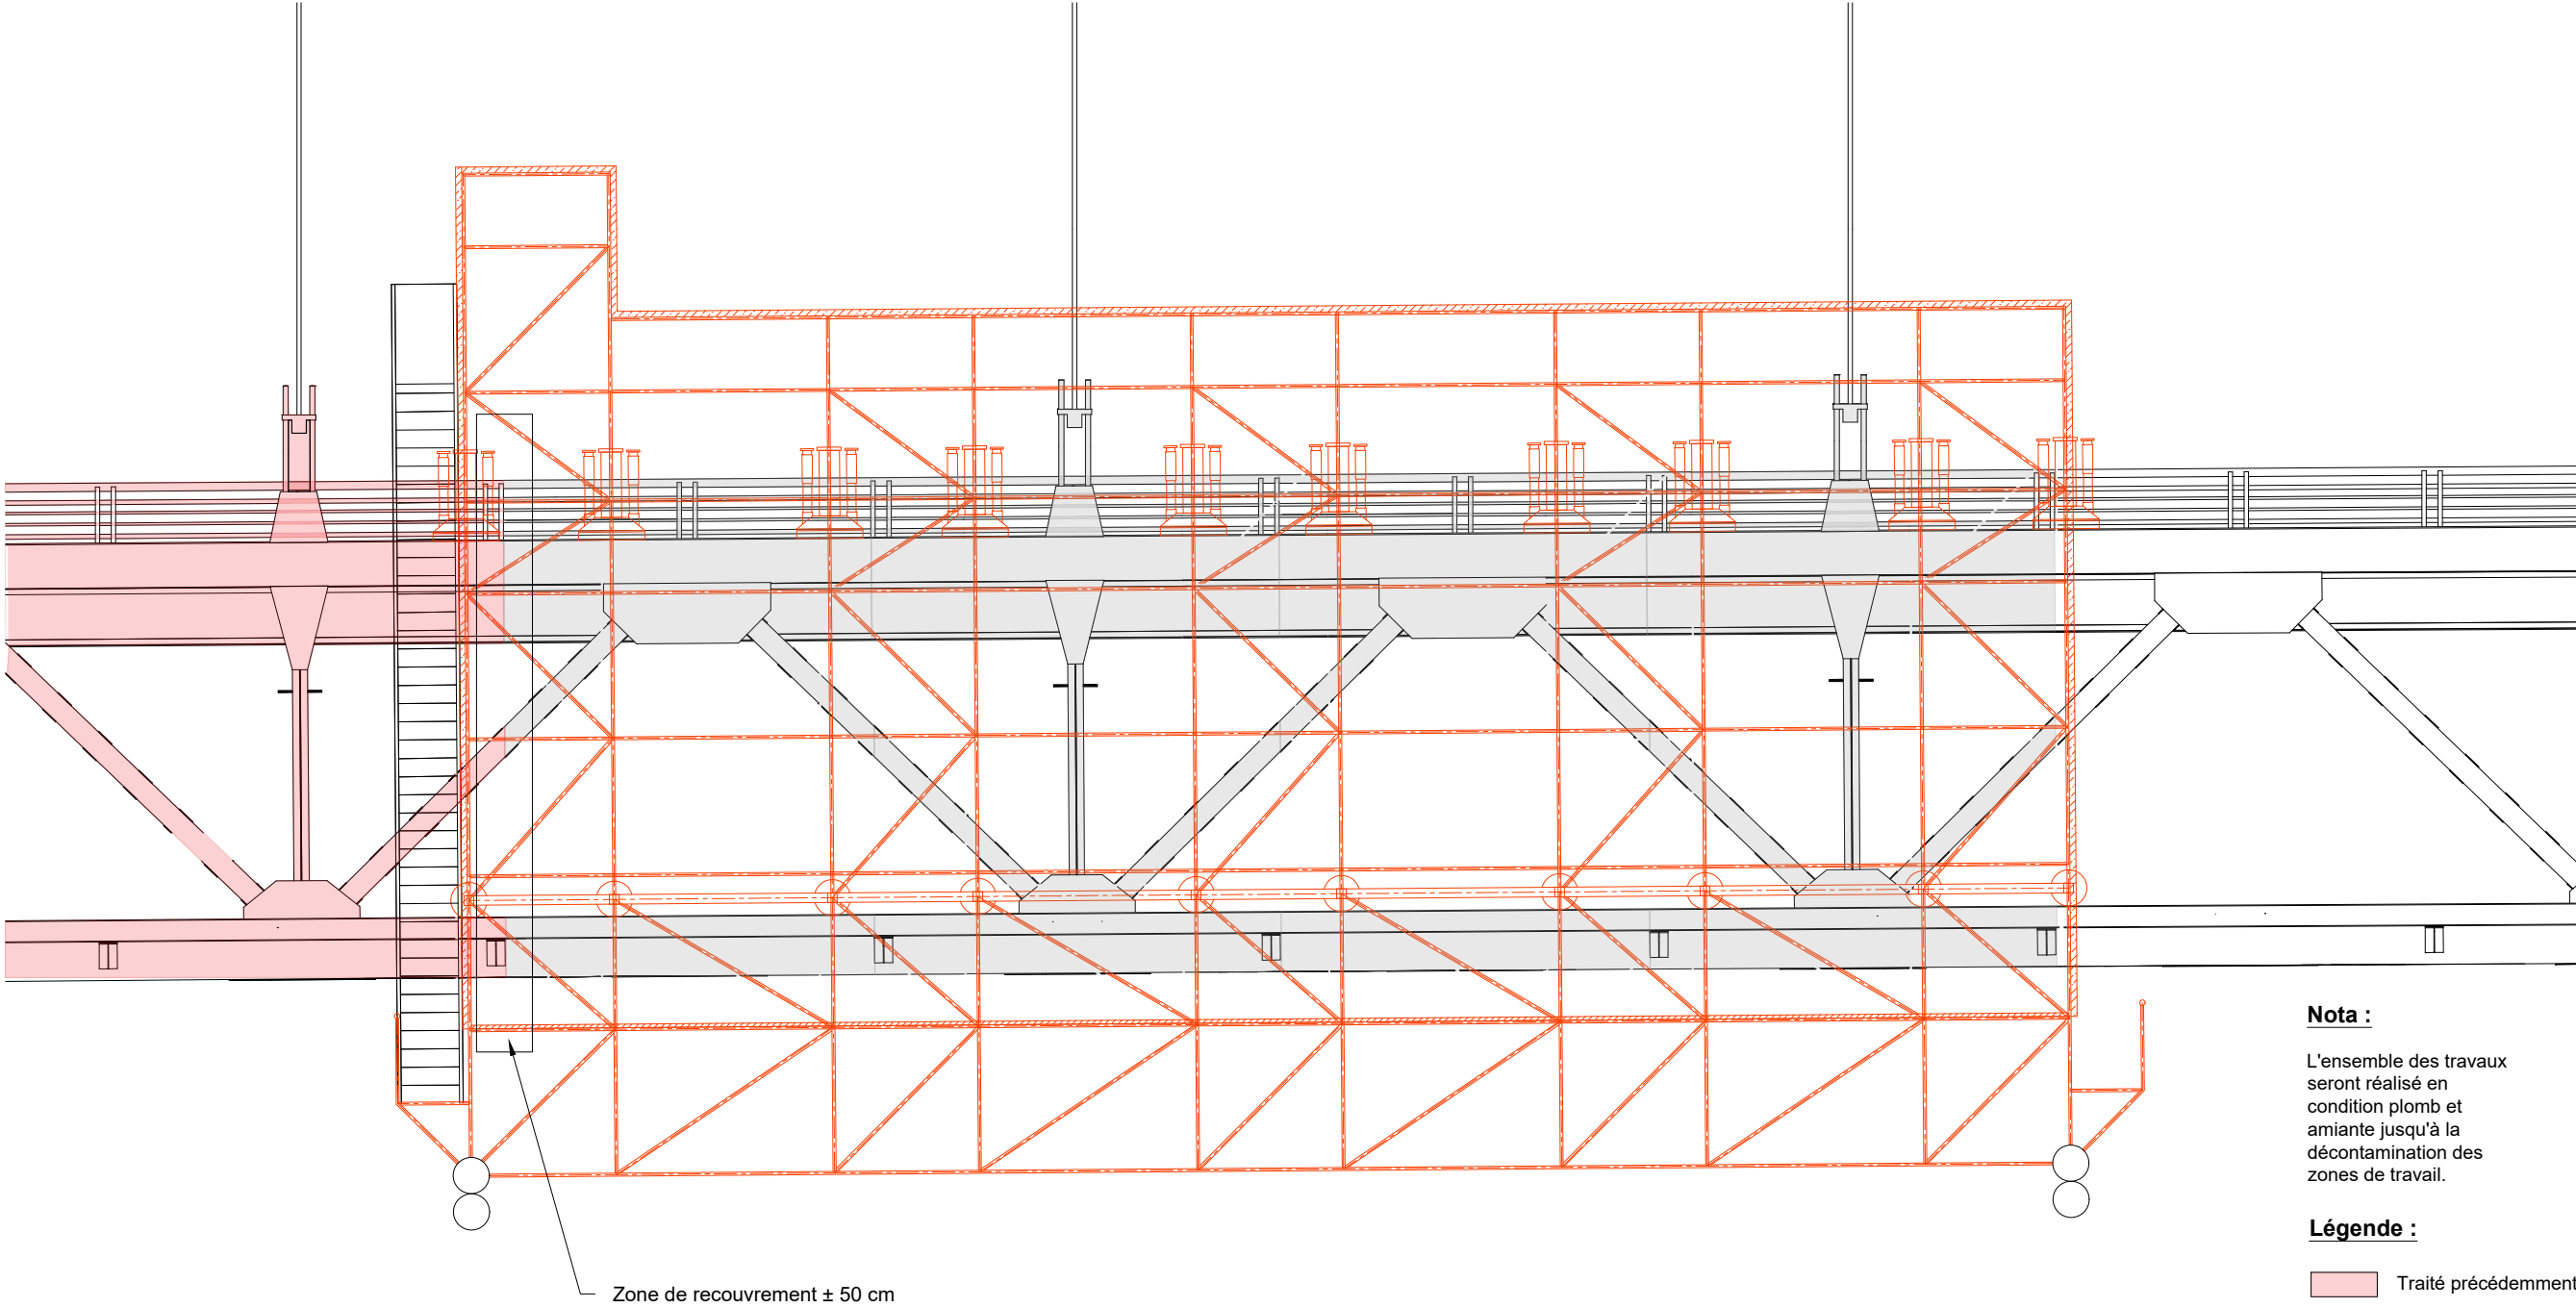 Nota :
L'ensemble des travaux
seront réalisé en
condition plomb et
amiante jusqu'à la
décontamination des
zones de travail.
Légende :
Traité précédemment
Zone de recouvrement ± 50 cm